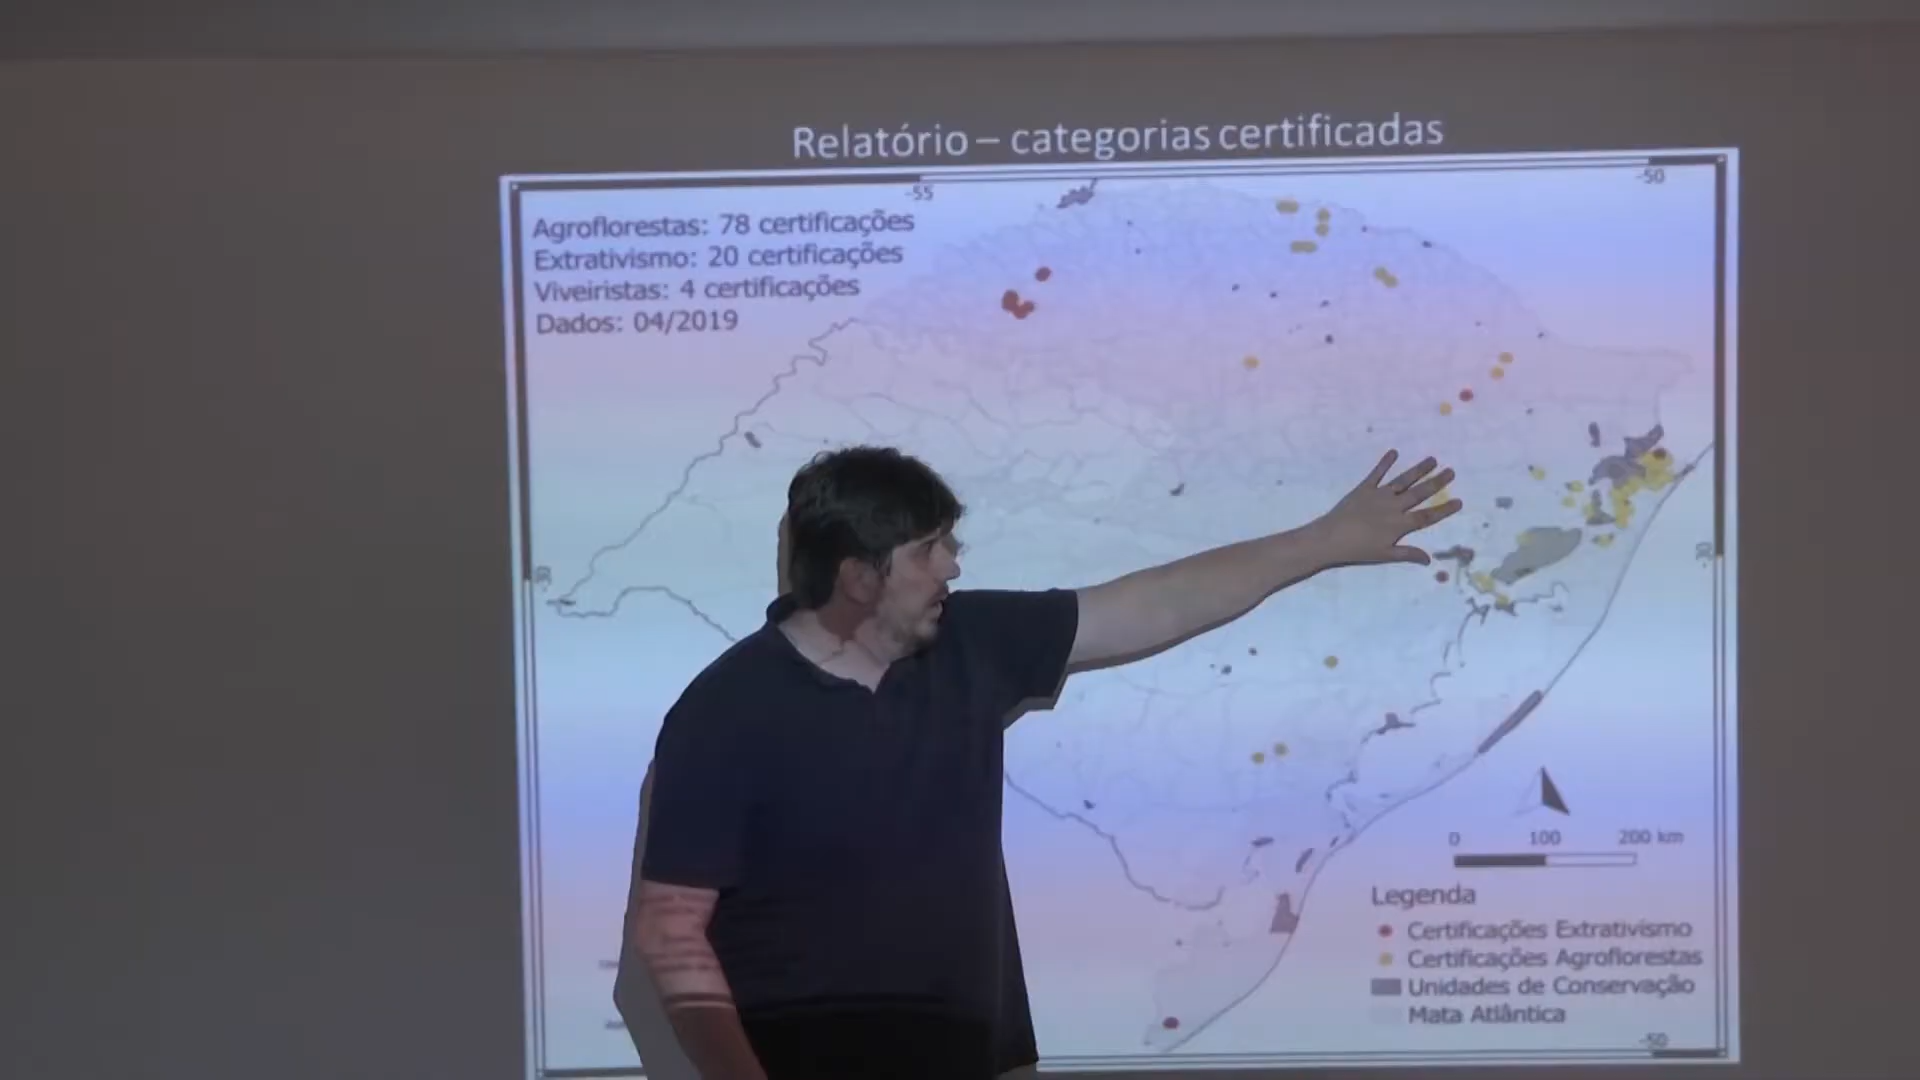 Relatório – categorias certificadas
-55
-50
Agroflorestas: 78 certificações
Extrativismo: 20 certificações
Viveiristas: 4 certificações
Dados: 04/2019
0 100 200 km
Legenda
Certificações Extrativismo
Certificações Agroflorestas
Unidades de Conservação
Mata Atlântica
-50